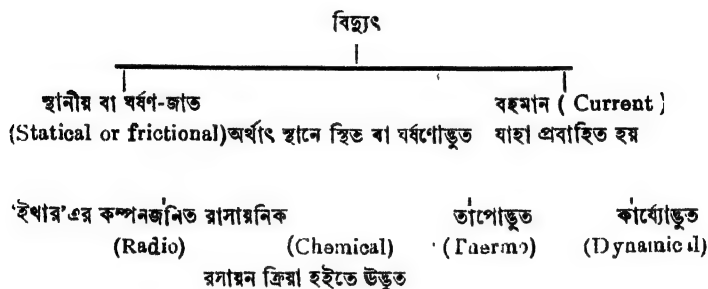 বিদ্যুৎ
স্থানীয় বা ঘর্ষণ-জাত বহমান ( Current )
(Statical or frictional) অর্থাৎ স্থানে স্থিত বা ঘর্ষণোদ্ভূত যাহা প্রবাহিত হয়
'ইথার'এর কম্পনজনিত রাসায়নিক তাপোদ্ভূত কার্য্যোদ্ভূত
(Radio) (Chemical) (Thermo) (Dynamical)
রসায়ন ক্রিয়া হইতে উদ্ভূত